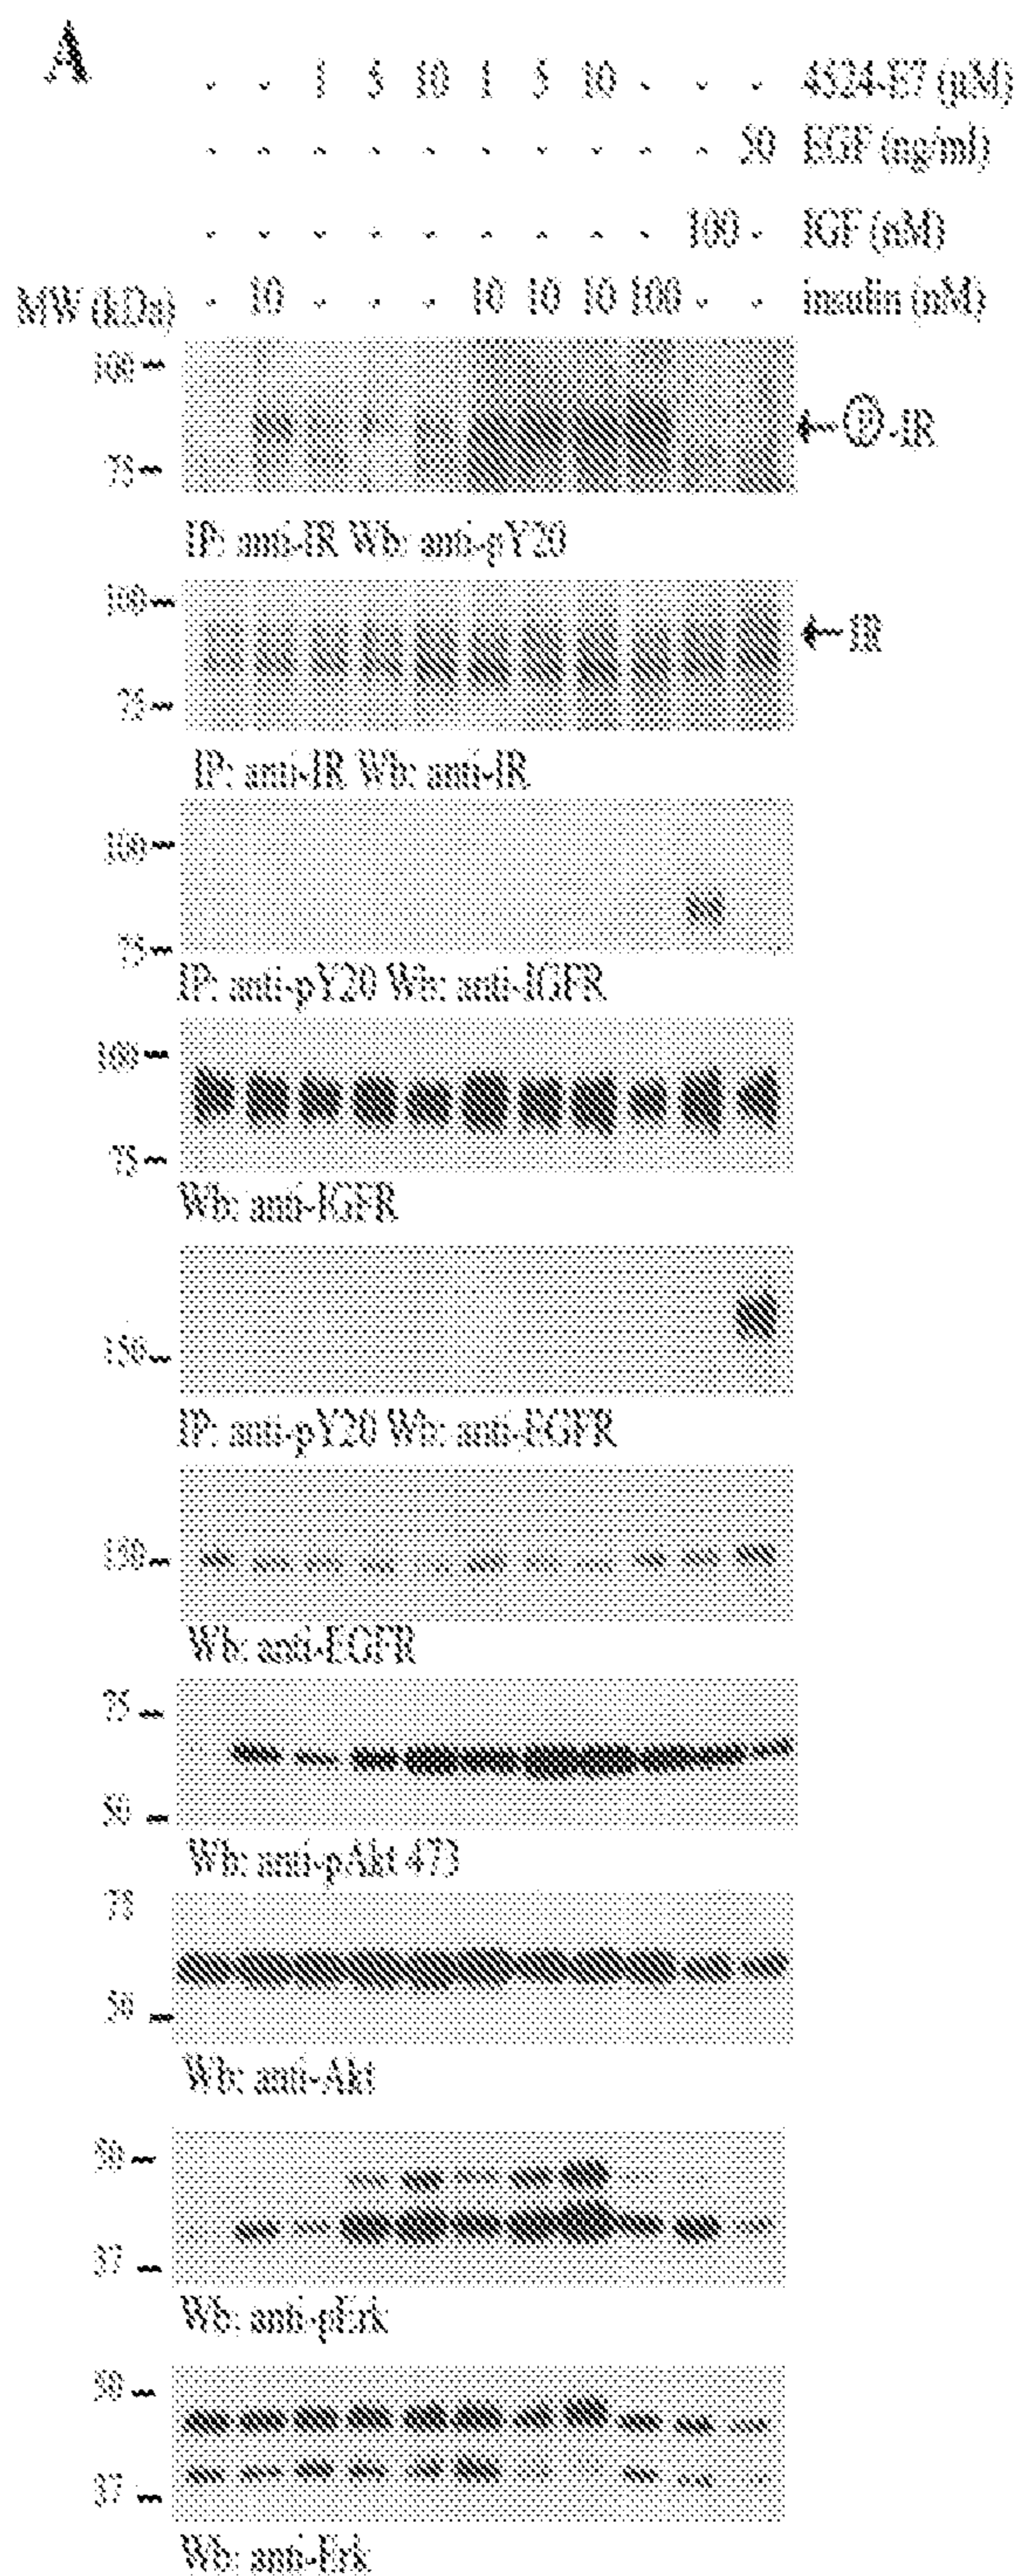 A
- - 1 5 10 1 5 10 - - - 4524-E7 (µM)
- - - - - - - - - - 50 EGF (ng/ml)
- - - - - - - - - 100 - IGF (nM)
MW (kDa) - 10 - - - 10 10 10 100 - - insulin (nM)
100
75
←Ⓟ-IR
IP: anti-IR Wb: anti-pY20
100
75
←IR
IP: anti-IR Wb: anti-IR
100
75
IP: anti-pY20 Wb: anti-IGFR
100
75
Wb: anti-IGFR
150
IP: anti-pY20 Wb: anti-EGFR
150
Wb: anti-EGFR
75
50
Wb: anti-pAkt 473
75
50
Wb: anti-Akt
50
37
Wb: anti-pErk
50
37
Wb: anti-Erk